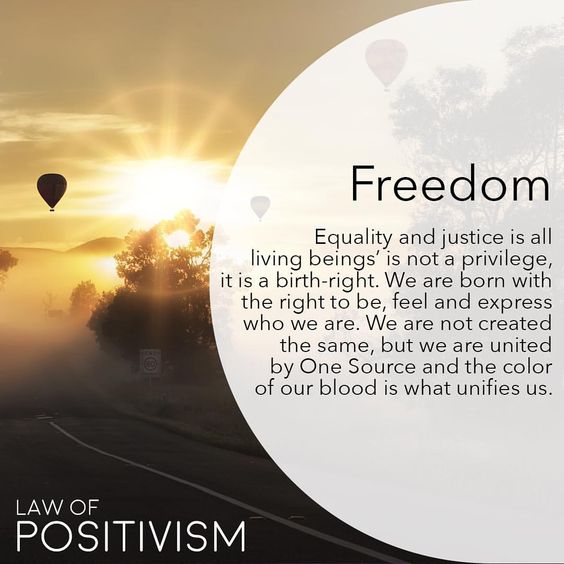 Freedom
Equality and justice is all
living beings’ is not a privilege,
it is a birth-right. We are born with
the right to be, feel and express
who we are. We are not created
the same, but we are united
by One Source and the color
of our blood is what unifies us.
LAW OF
POSITIVISM